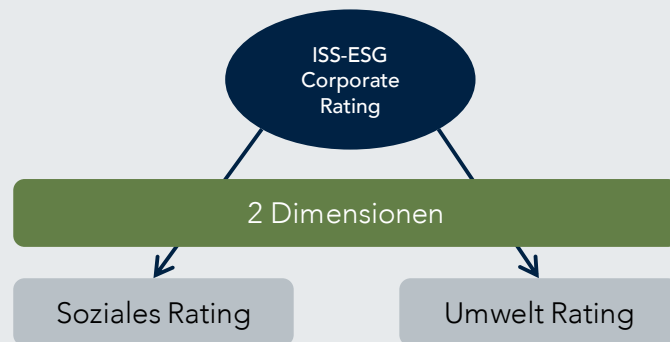 ISS-ESG
Corporate
Rating
2 Dimensionen
Soziales Rating
Umwelt Rating